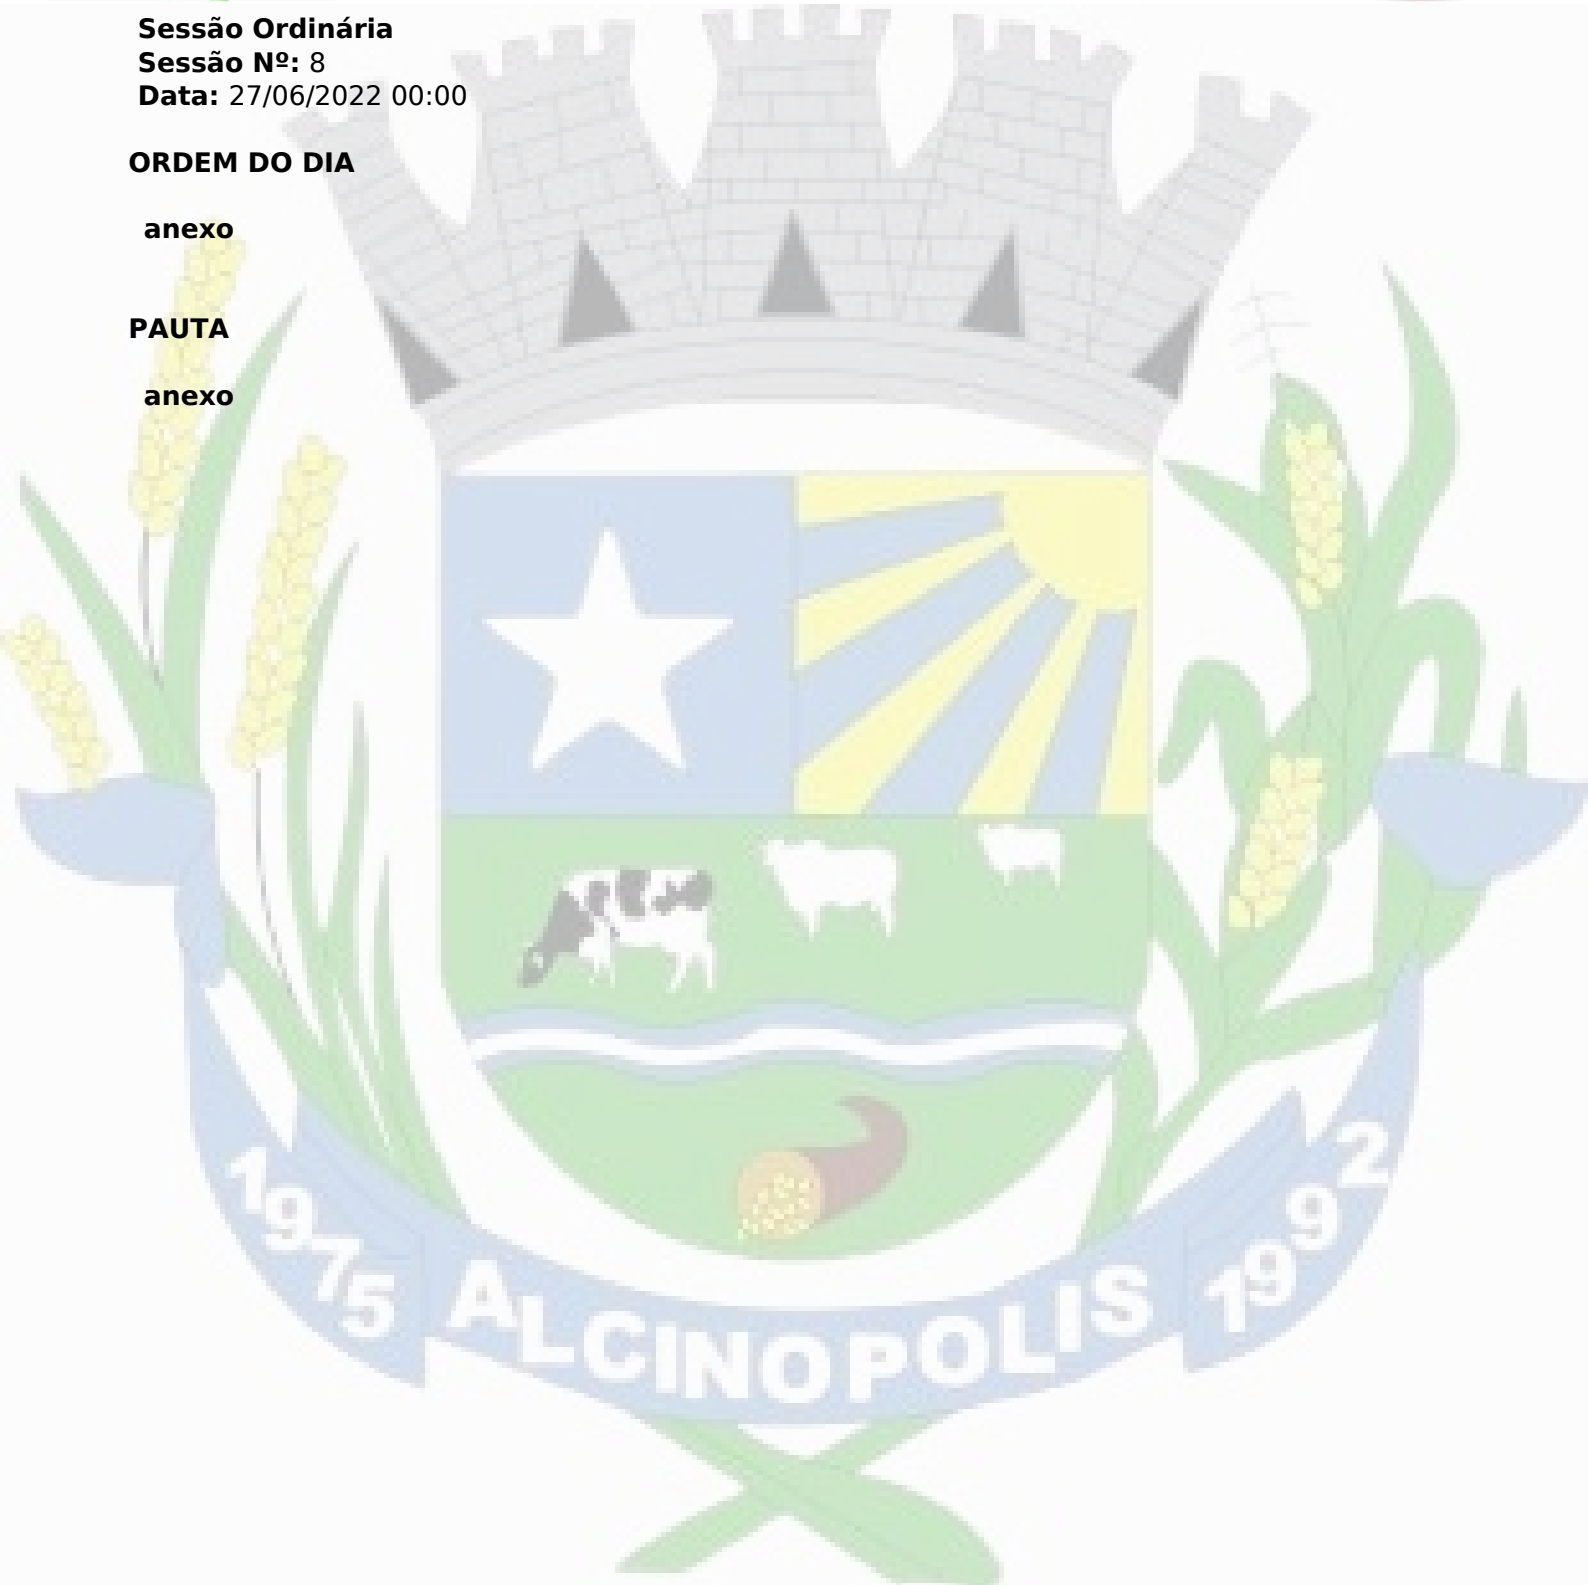 Sessão Ordinária
Sessão Nº: 8
Data: 27/06/2022 00:00
ORDEM DO DIA
anexo
PAUTA
anexo
1975 ALCINOPOLIS 1992